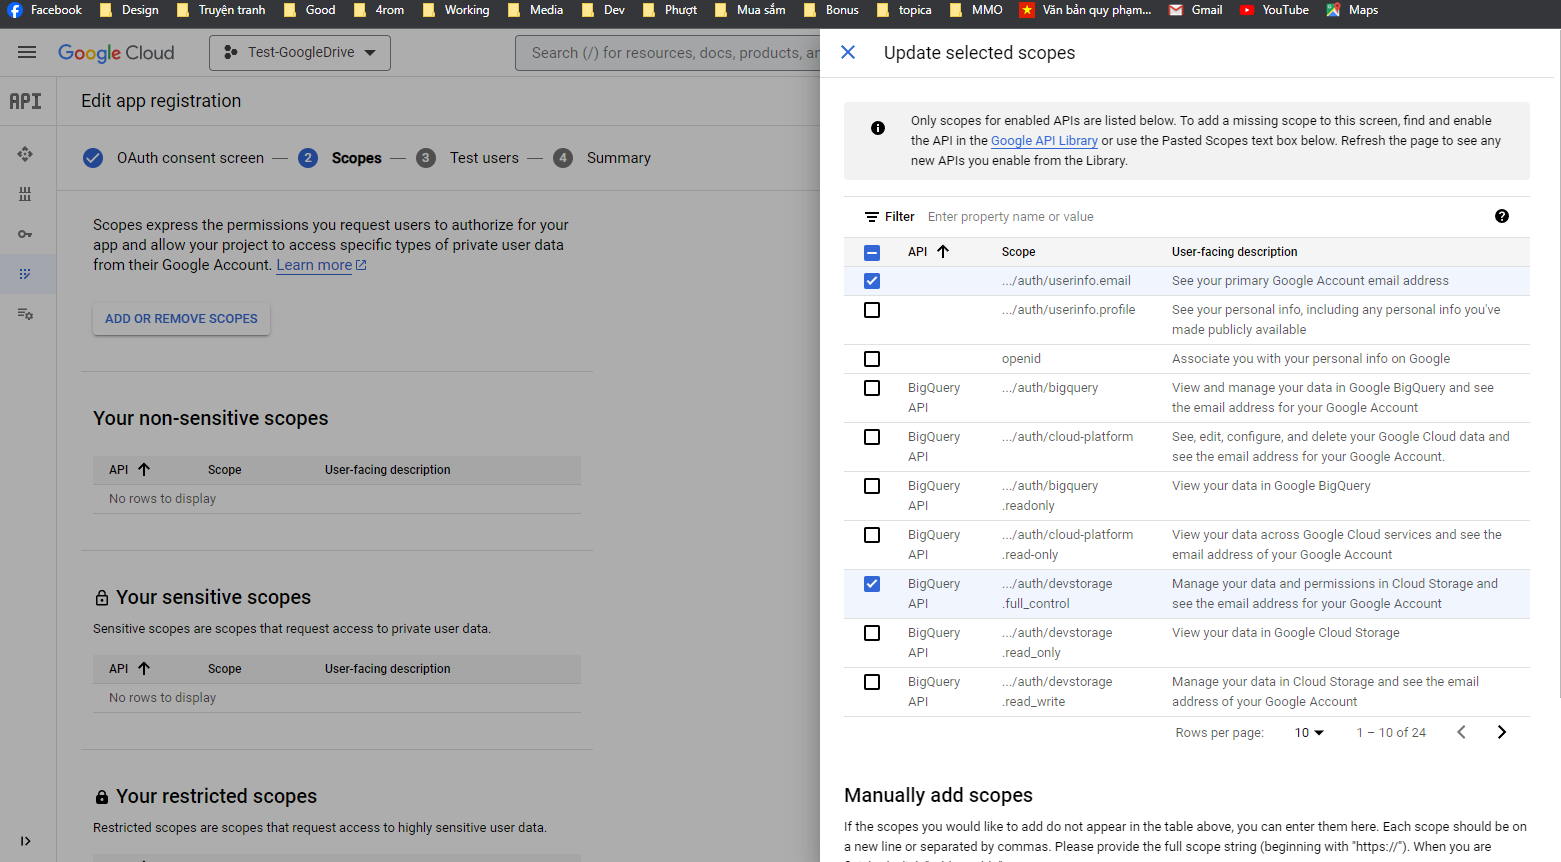 Facebook Design Truyện tranh Good 4rom Working Media Dev Phượt Mua sắm Bonus topica MMO Văn bản quy phạm... Gmail YouTube Maps
Google Cloud
Test-GoogleDrive
Search (/) for resources, docs, products, an
API
Edit app registration
OAuth consent screen
2 Scopes
3 Test users
4 Summary
Scopes express the permissions you request users to authorize for your
app and allow your project to access specific types of private user data
from their Google Account. Learn more
ADD OR REMOVE SCOPES
Your non-sensitive scopes
API Scope User-facing description
No rows to display
Your sensitive scopes
Sensitive scopes are scopes that request access to private user data.
API Scope User-facing description
No rows to display
Your restricted scopes
Restricted scopes are scopes that request access to highly sensitive user data.
Update selected scopes
Only scopes for enabled APIs are listed below. To add a missing scope to this screen, find and enable
the API in the Google API Library or use the Pasted Scopes text box below. Refresh the page to see any
new APIs you enable from the Library.
Filter Enter property name or value
API Scope User-facing description
.../auth/userinfo.email See your primary Google Account email address
.../auth/userinfo.profile See your personal info, including any personal info you've
made publicly available
openid Associate you with your personal info on Google
BigQuery .../auth/bigquery View and manage your data in Google BigQuery and see
API the email address for your Google Account
BigQuery .../auth/cloud-platform See, edit, configure, and delete your Google Cloud data and
API see the email address for your Google Account.
BigQuery .../auth/bigquery View your data in Google BigQuery
API .readonly
BigQuery .../auth/cloud-platform View your data across Google Cloud services and see the
API .read-only email address of your Google Account
BigQuery .../auth/devstorage Manage your data and permissions in Cloud Storage and
API .full_control see the email address for your Google Account
BigQuery .../auth/devstorage View your data in Google Cloud Storage
API .read_only
BigQuery .../auth/devstorage Manage your data in Cloud Storage and see the email
API .read_write address of your Google Account
Rows per page: 10 1 – 10 of 24
Manually add scopes
If the scopes you would like to add do not appear in the table above, you can enter them here. Each scope should be on
a new line or separated by commas. Please provide the full scope string (beginning with "https://"). When you are